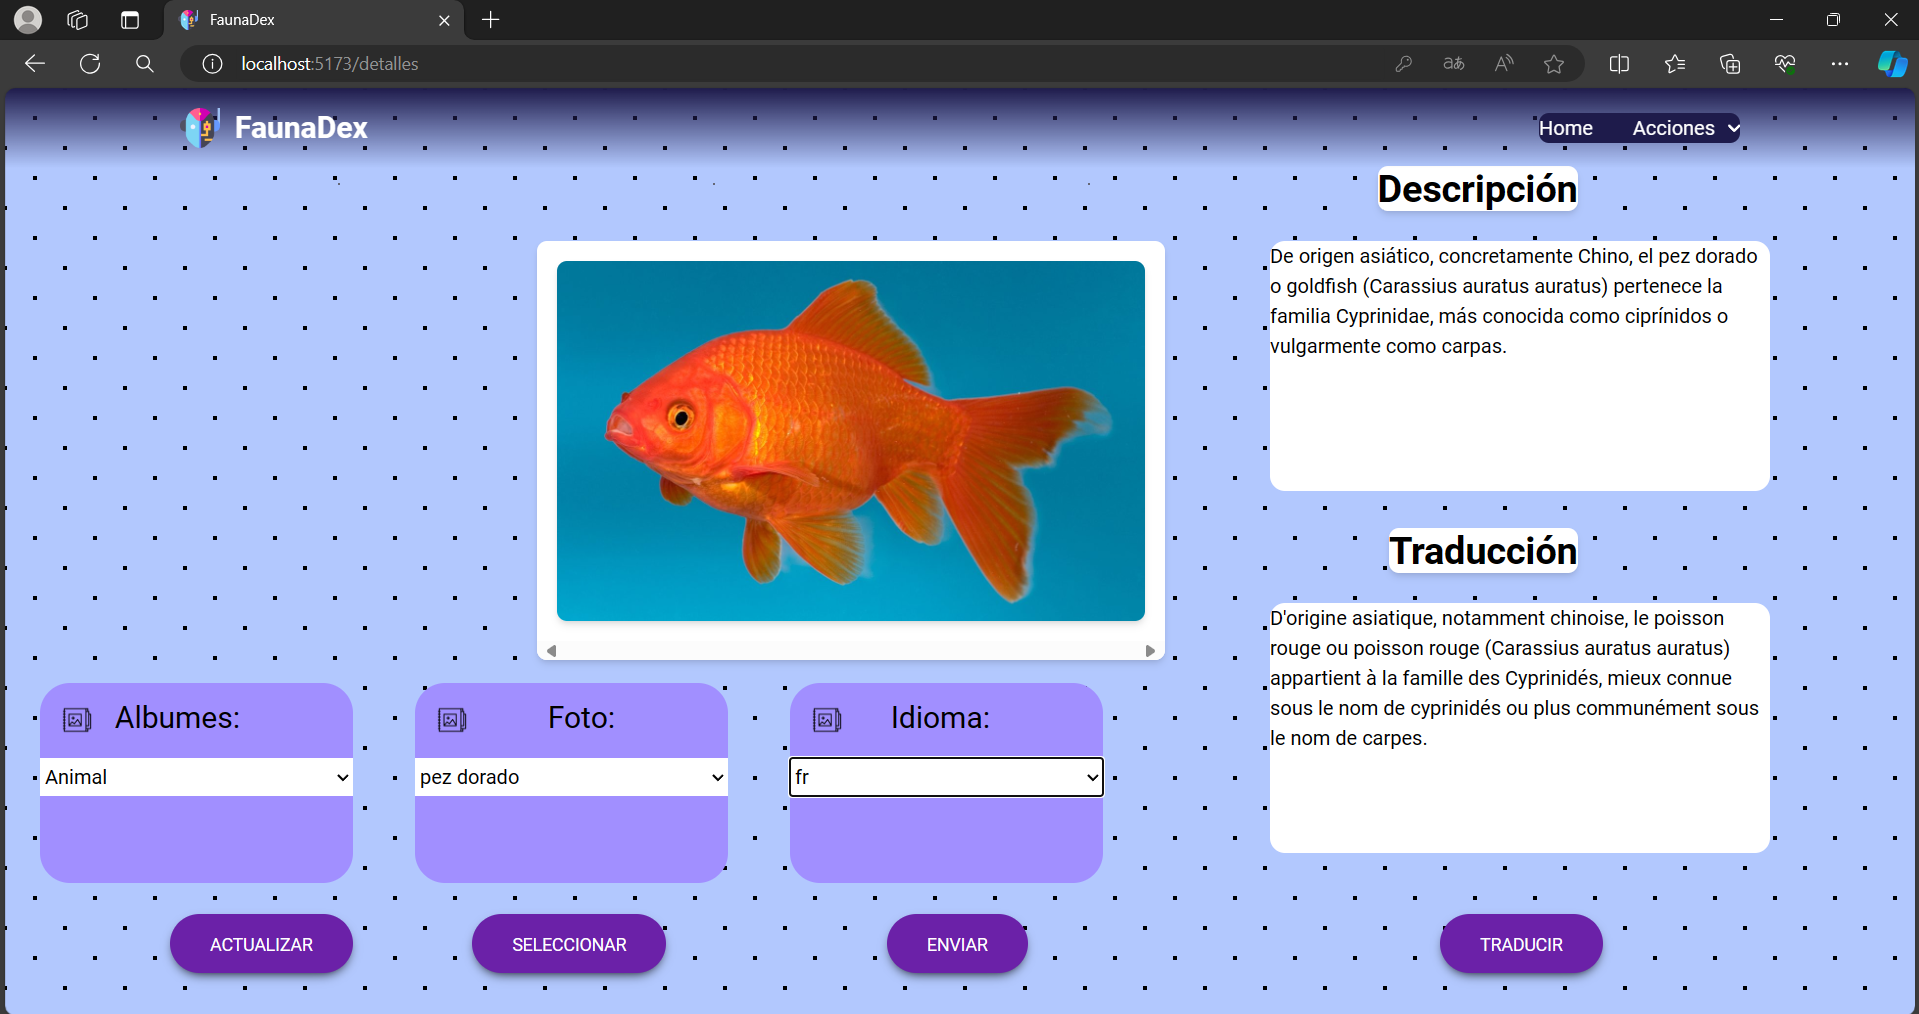 FaunaDex
localhost:5173/detalles
FaunaDex
Home
Acciones
Descripción
De origen asiático, concretamente Chino, el pez dorado
o goldfish (Carassius auratus auratus) pertenece la
familia Cyprinidae, más conocida como ciprínidos o
vulgarmente como carpas.
Traducción
D'origine asiatique, notamment chinoise, le poisson
rouge ou poisson rouge (Carassius auratus auratus)
appartient à la famille des Cyprinidés, mieux connue
sous le nom de cyprinidés ou plus communément sous
le nom de carpes.
Albumes:
Animal
Foto:
pez dorado
Idioma:
fr
ACTUALIZAR
SELECCIONAR
ENVIAR
TRADUCIR